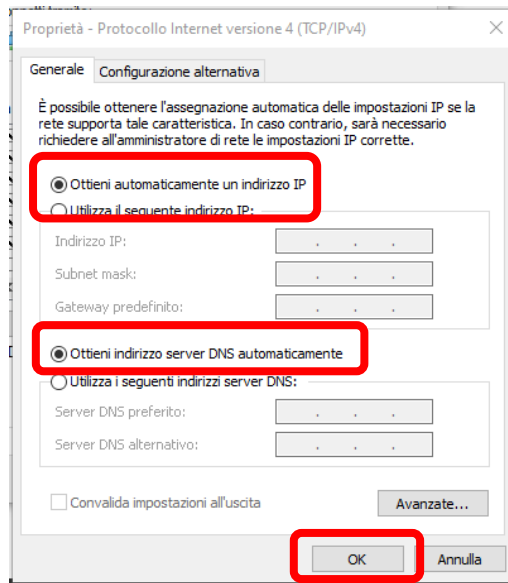 Proprietà - Protocollo Internet versione 4 (TCP/IPv4)
Generale
Configurazione alternativa
È possibile ottenere l'assegnazione automatica delle impostazioni IP se la
rete supporta tale caratteristica. In caso contrario, sarà necessario
richiedere all'amministratore di rete le impostazioni IP corrette.
Ottieni automaticamente un indirizzo IP
Utilizza il seguente indirizzo IP:
Indirizzo IP:
Subnet mask:
Gateway predefinito:
Ottieni indirizzo server DNS automaticamente
Utilizza i seguenti indirizzi server DNS:
Server DNS preferito:
Server DNS alternativo:
Convalida impostazioni all'uscita
Avanzate...
OK
Annulla